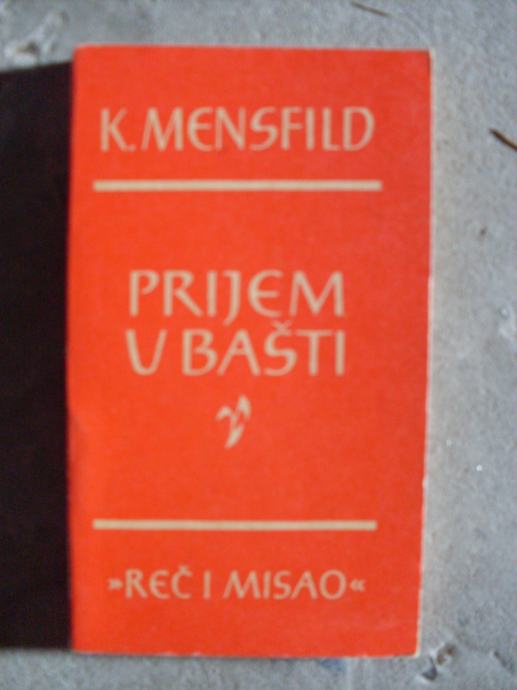 K. MENSFILD
PRIJEM
U BAŠTI
»REČ I MISAO«